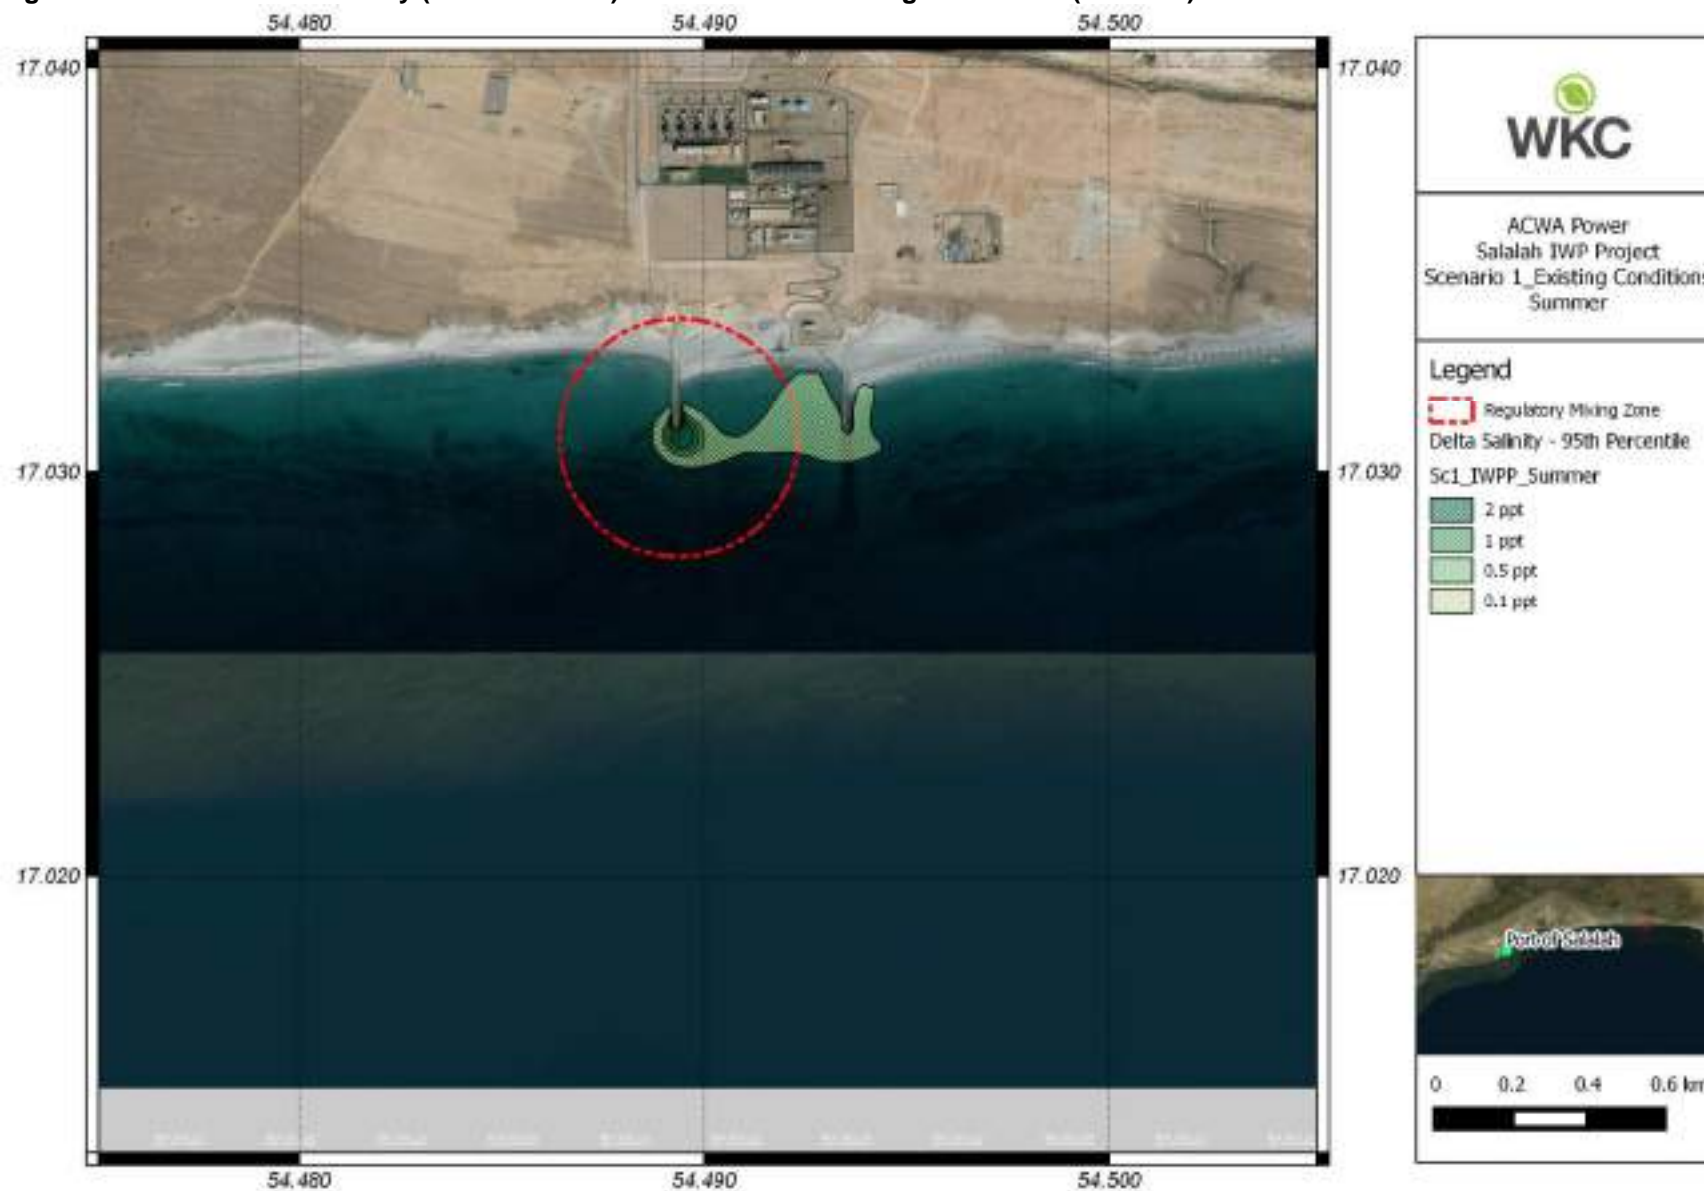 54.480 54.490 54.500
17.040 17.040
17.030 17.030
17.020 17.020
54.480 54.490 54.500
WKC
ACWA Power
Salalah IWP Project
Scenario 1_Existing Conditions
Summer
Legend
Regulatory Mixing Zone
Delta Salinity - 95th Percentile
Sc1_IWPP_Summer
2 ppt
1 ppt
0.5 ppt
0.1 ppt
Port of Salalah
0 0.2 0.4 0.6 km